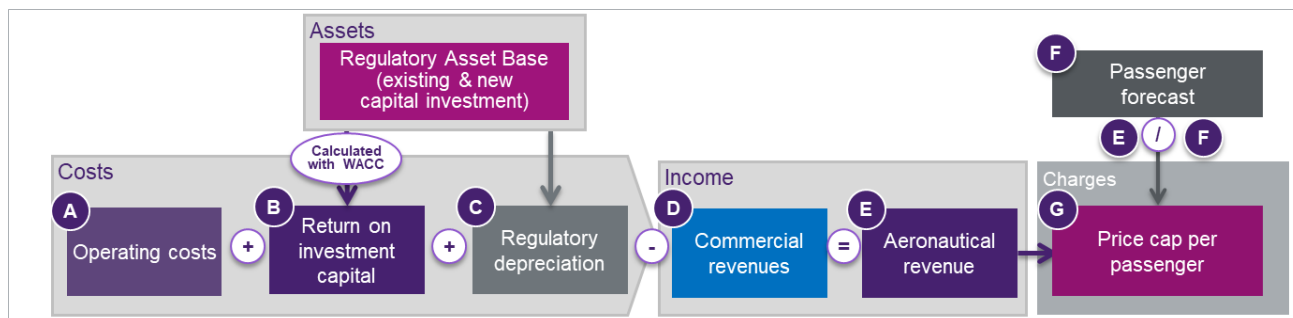 Assets
Regulatory Asset Base
(existing & new
capital investment)
F
Passenger
forecast
Calculated
with WACC
E
/
F
Costs
A
Operating costs
+
B
Return on
investment
capital
+
C
Regulatory
depreciation
-
Income
D
Commercial
revenues
=
E
Aeronautical
revenue
Charges
G
Price cap per
passenger